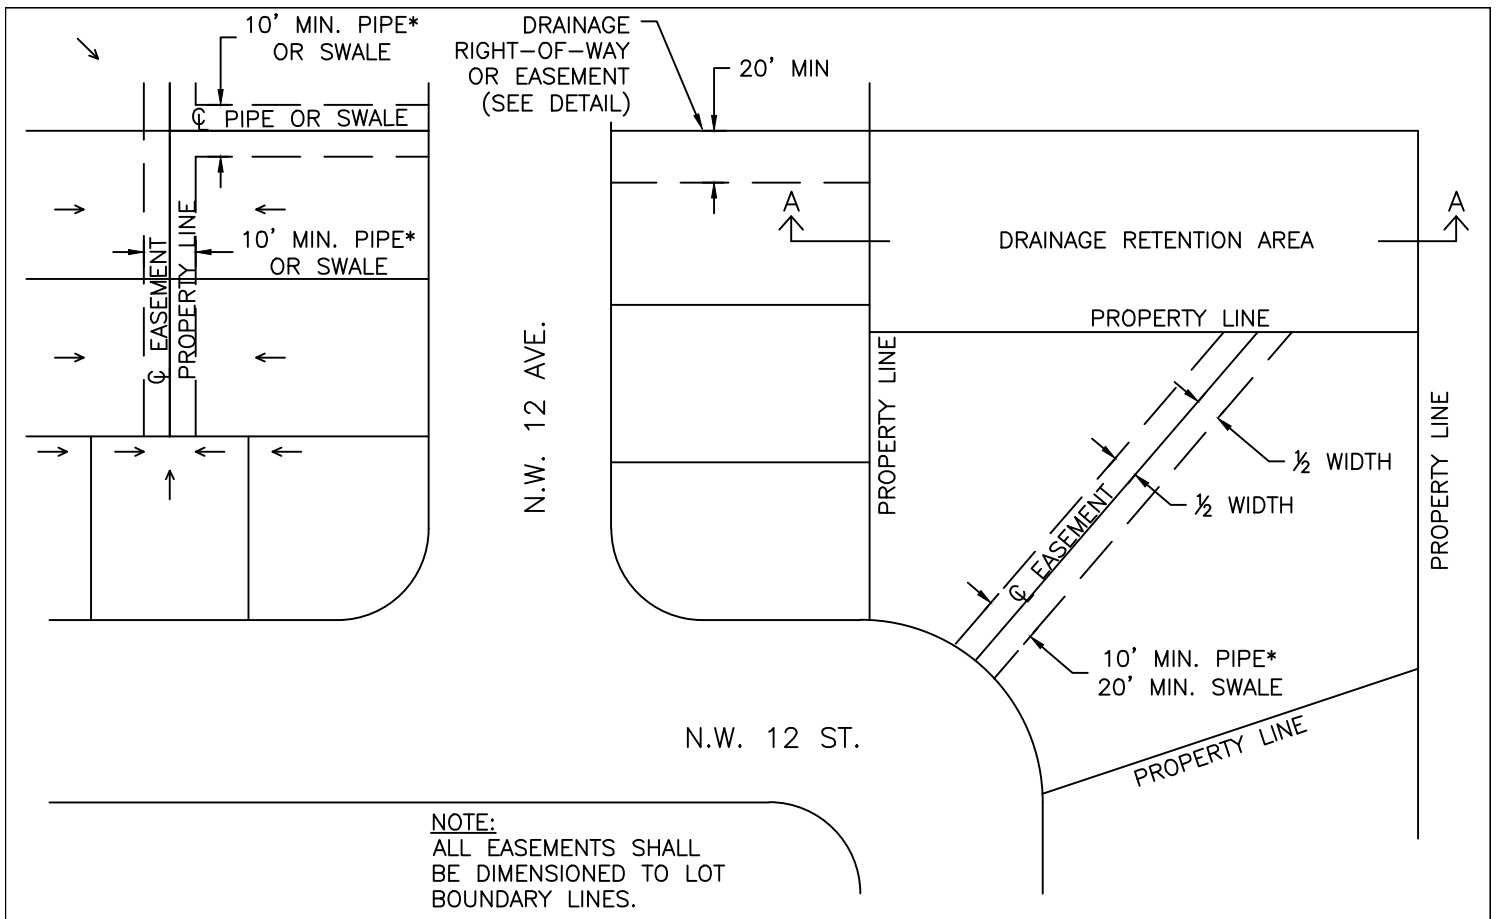 10' MIN. PIPE*
OR SWALE
DRAINAGE
RIGHT-OF-WAY
OR EASEMENT
(SEE DETAIL)
20' MIN
℄ PIPE OR SWALE
A
A
10' MIN. PIPE*
OR SWALE
℄ EASEMENT
PROPERTY LINE
DRAINAGE RETENTION AREA
PROPERTY LINE
N.W. 12 AVE.
PROPERTY LINE
PROPERTY LINE
½ WIDTH
½ WIDTH
℄ EASEMENT
10' MIN. PIPE*
20' MIN. SWALE
N.W. 12 ST.
PROPERTY LINE
NOTE:
ALL EASEMENTS SHALL
BE DIMENSIONED TO LOT
BOUNDARY LINES.